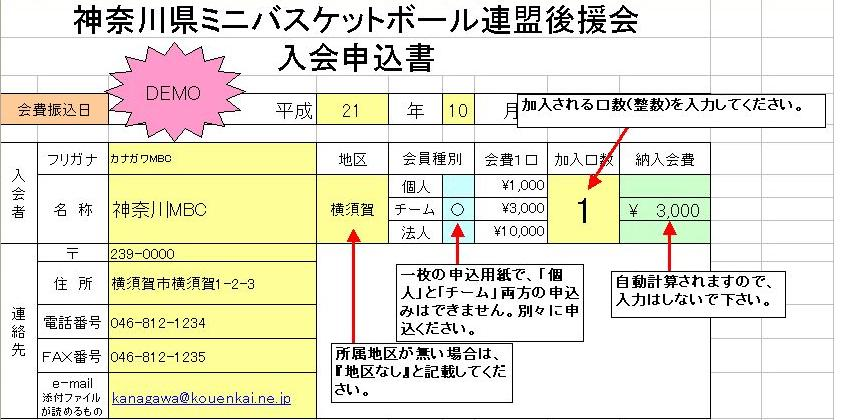 神奈川県ミニバスケットボール連盟後援会
入会申込書
DEMO
会費振込日 平成 21 年 10 月
加入される口数(整数)を入力してください。
入会者
フリガナ カナガワMBC 地区 会員種別 会費1口 加入口数 納入会費
名称 神奈川MBC 横須賀
個人 ¥1,000
チーム ○ ¥3,000 1 ¥ 3,000
法人 ¥10,000
連絡先
〒 239-0000
住所 横須賀市横須賀1-2-3
電話番号 046-812-1234
FAX番号 046-812-1235
e-mail
添付ファイル
が読めるもの
kanagawa@kouenkai.ne.jp
一枚の申込用紙で、「個
人」と「チーム」両方の申込
みはできません。別々に申
込ください。
自動計算されますので、
入力はしないで下さい。
所属地区が無い場合は、
『地区なし』と記載してくだ
さい。